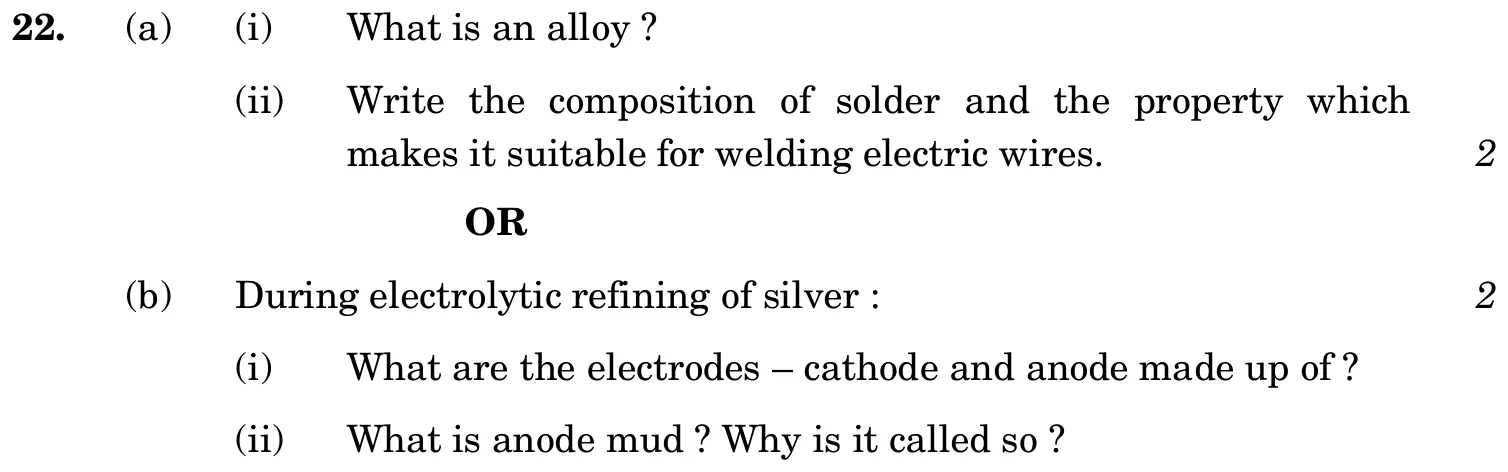 22. (a) (i) What is an alloy ?
(ii) Write the composition of solder and the property which
makes it suitable for welding electric wires. 2
OR
(b) During electrolytic refining of silver : 2
(i) What are the electrodes – cathode and anode made up of ?
(ii) What is anode mud ? Why is it called so ?